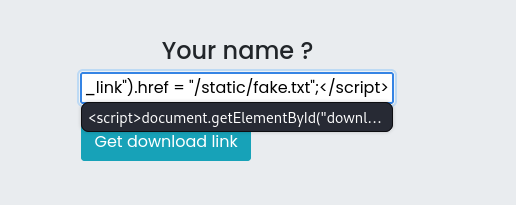 Your name ?
_link").href = "/static/fake.txt";</script>
<script>document.getElementById("downl...
Get download link